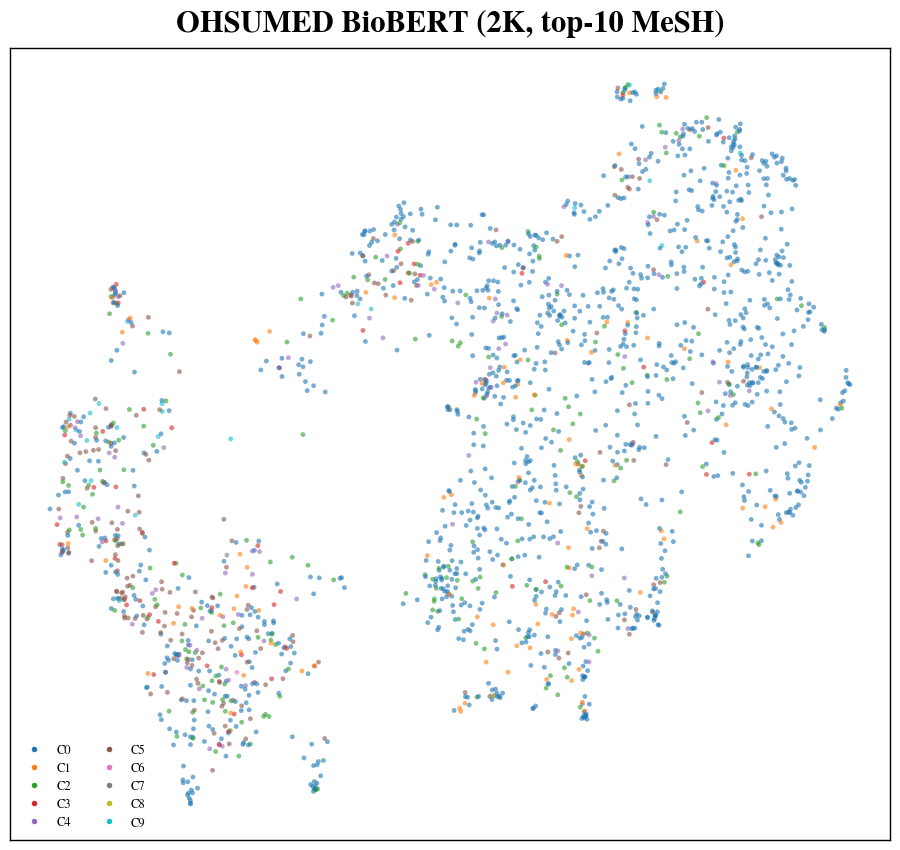 OHSUMED BioBERT (2K, top-10 MeSH)
C0
C1
C2
C3
C4
C5
C6
C7
C8
C9